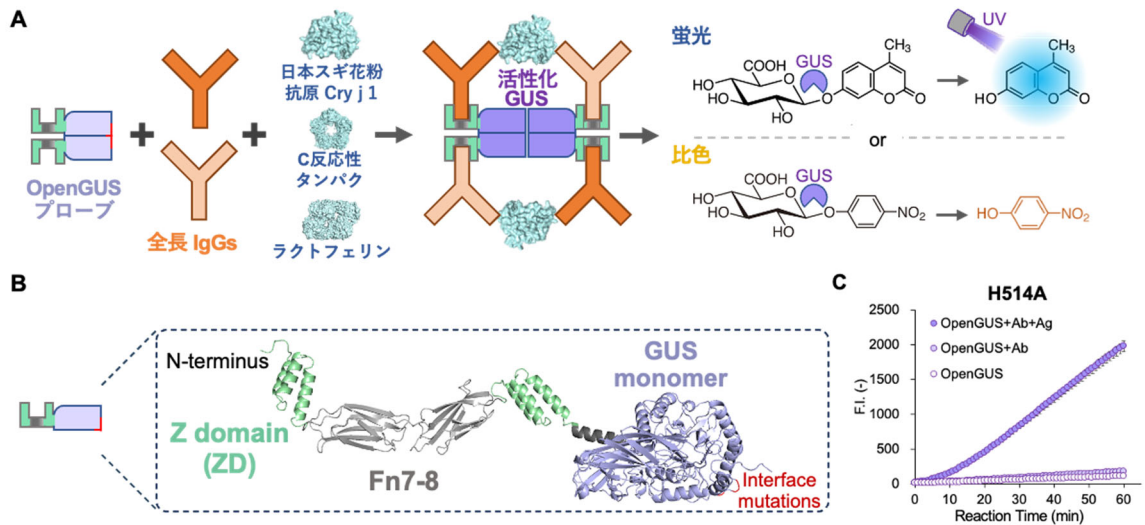 A
OpenGUS
プローブ
全長 IgGs
日本スギ花粉
抗原 Cry j 1
C反応性
タンパク
ラクトフェリン
活性化
GUS
蛍光
COOH
HO
HO
HO
O
GUS
O
CH3
O
O
UV
CH3
HO
O
O
or
比色
COOH
HO
HO
HO
O
GUS
O
NO2
HO
NO2
B
N-terminus
Z domain
(ZD)
Fn7-8
GUS
monomer
Interface
mutations
C
H514A
OpenGUS+Ab+Ag
OpenGUS+Ab
OpenGUS
F.I. (-)
2500
2000
1500
1000
500
0
0 10 20 30 40 50 60
Reaction Time (min)